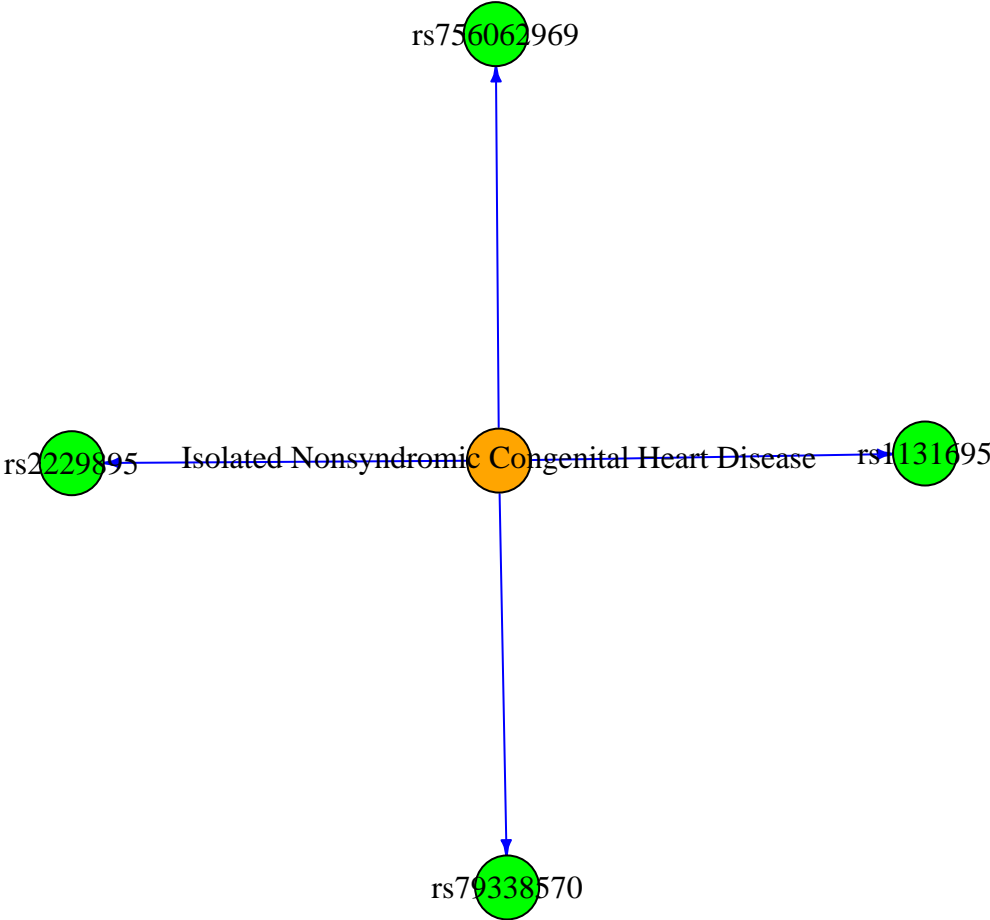 rs756062969
rs2229895
Isolated Nonsyndromic Congenital Heart Disease
rs1131695
rs79338570